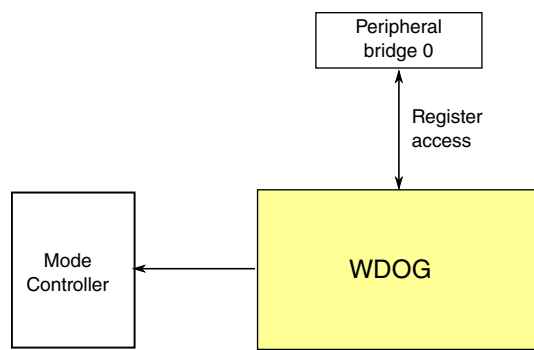 Peripheral
bridge 0
Register
access
Mode
Controller
WDOG